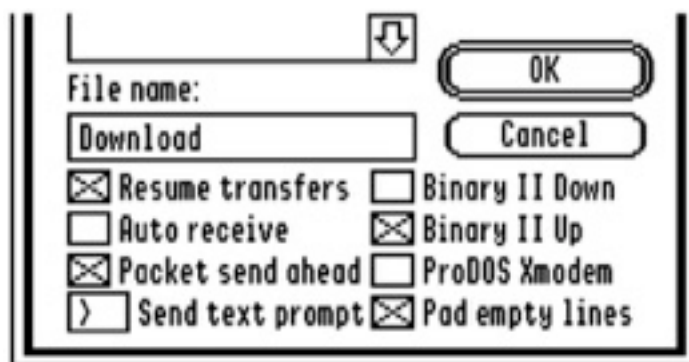 OK
File name:
Download
Cancel
Resume transfers
Binary II Down
Auto receive
Binary II Up
Packet send ahead
ProDOS Xmodem
> Send text prompt
Pad empty lines